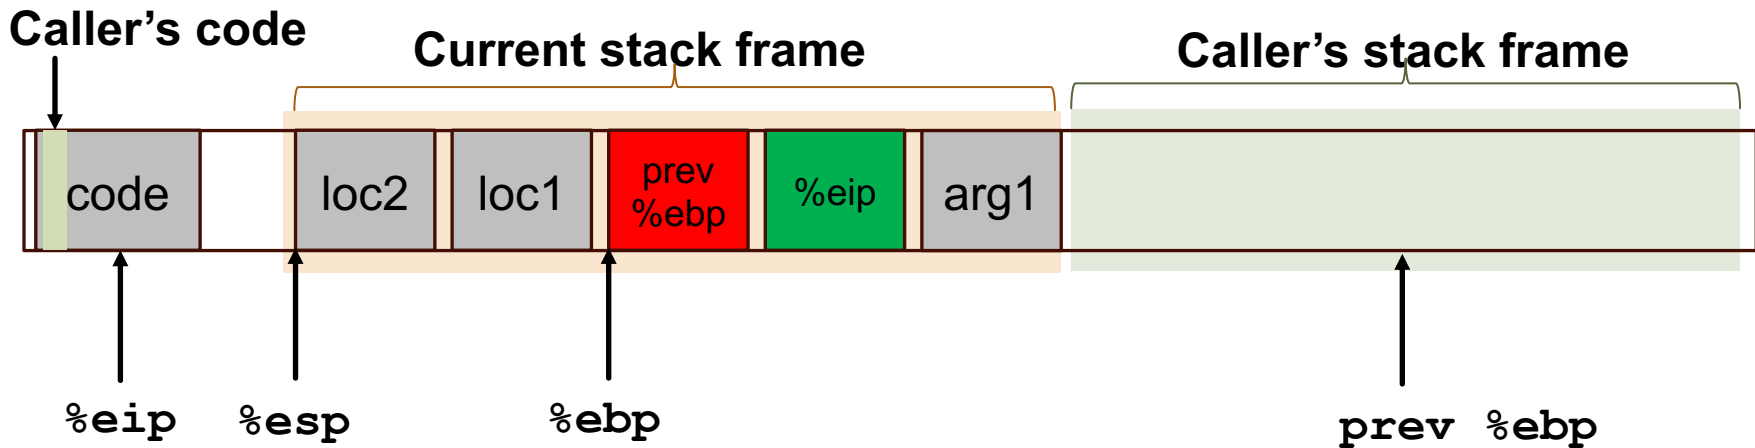 Caller’s code
Current stack frame
Caller’s stack frame
code
loc2
loc1
prev
%ebp
%eip
arg1
%eip
%esp
%ebp
prev %ebp